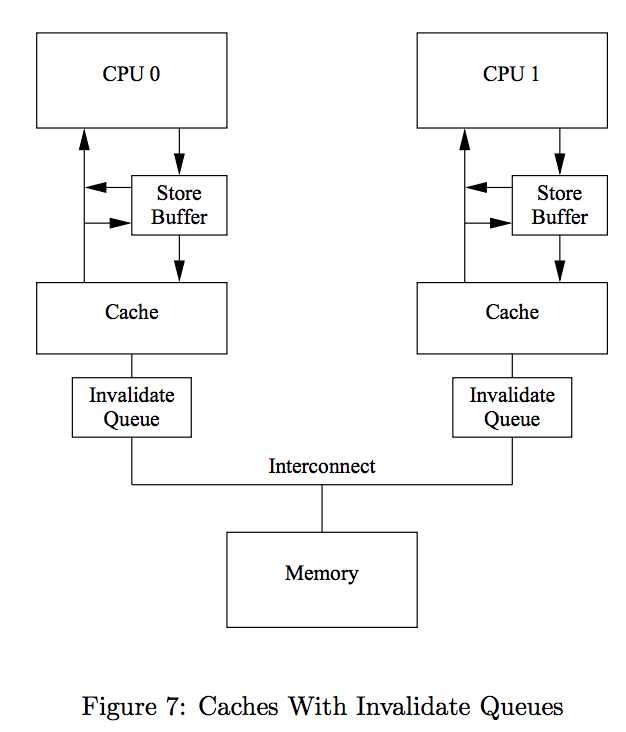 CPU 0
CPU 1
Store
Buffer
Store
Buffer
Cache
Cache
Invalidate
Queue
Invalidate
Queue
Interconnect
Memory
Figure 7: Caches With Invalidate Queues